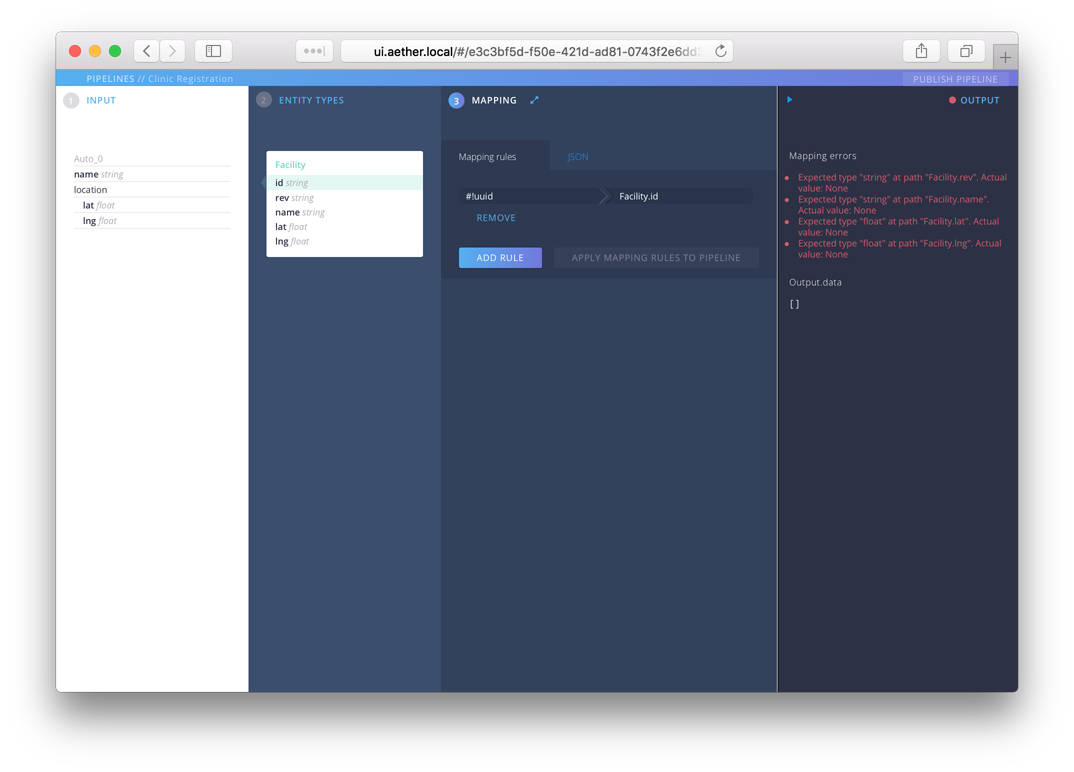 ui.aether.local/#/e3c3bf5d-f50e-421d-ad81-0743f2e6dd
PIPELINES // Clinic Registration
PUBLISH PIPELINE
1 INPUT
Auto_0
name string
location
lat float
lng float
2 ENTITY TYPES
Facility
id string
rev string
name string
lat float
lng float
3 MAPPING
Mapping rules
JSON
#!uuid
Facility.id
REMOVE
ADD RULE
APPLY MAPPING RULES TO PIPELINE
OUTPUT
Mapping errors
Expected type "string" at path "Facility.rev". Actual
value: None
Expected type "string" at path "Facility.name".
Actual value: None
Expected type "float" at path "Facility.lat". Actual
value: None
Expected type "float" at path "Facility.lng". Actual
value: None
Output.data
[]